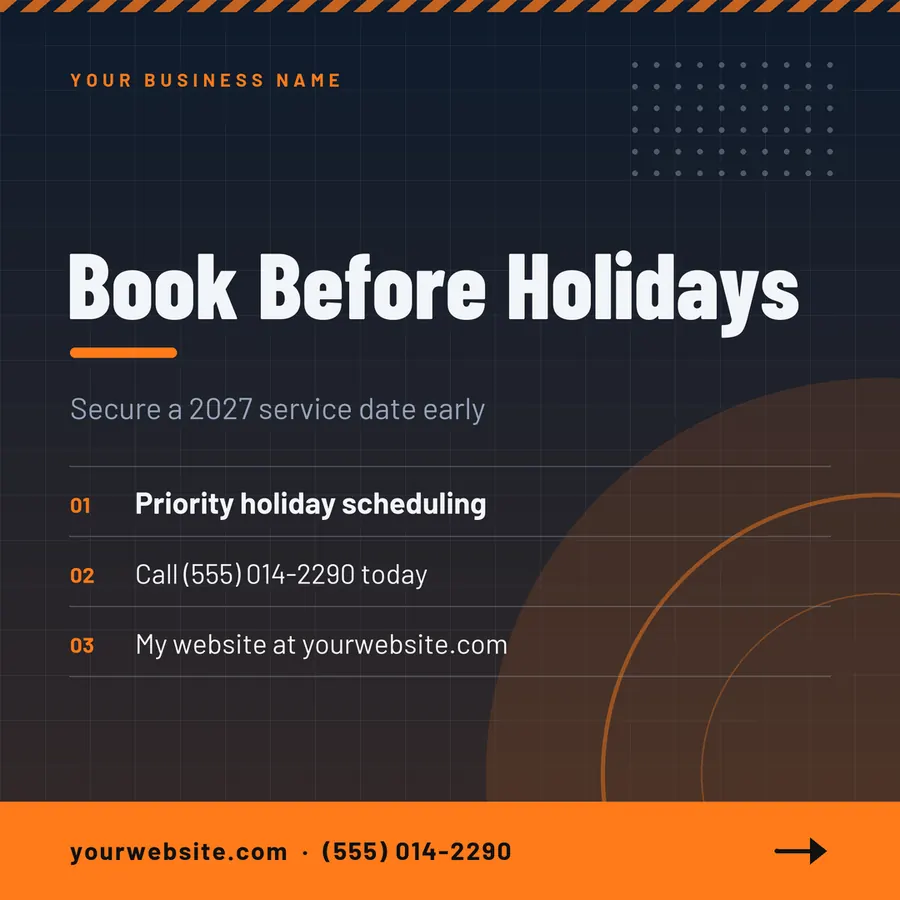 YOUR BUSINESS NAME
Book Before Holidays
Secure a 2027 service date early
01 Priority holiday scheduling
02 Call (555) 014-2290 today
03 My website at yourwebsite.com
yourwebsite.com · (555) 014-2290